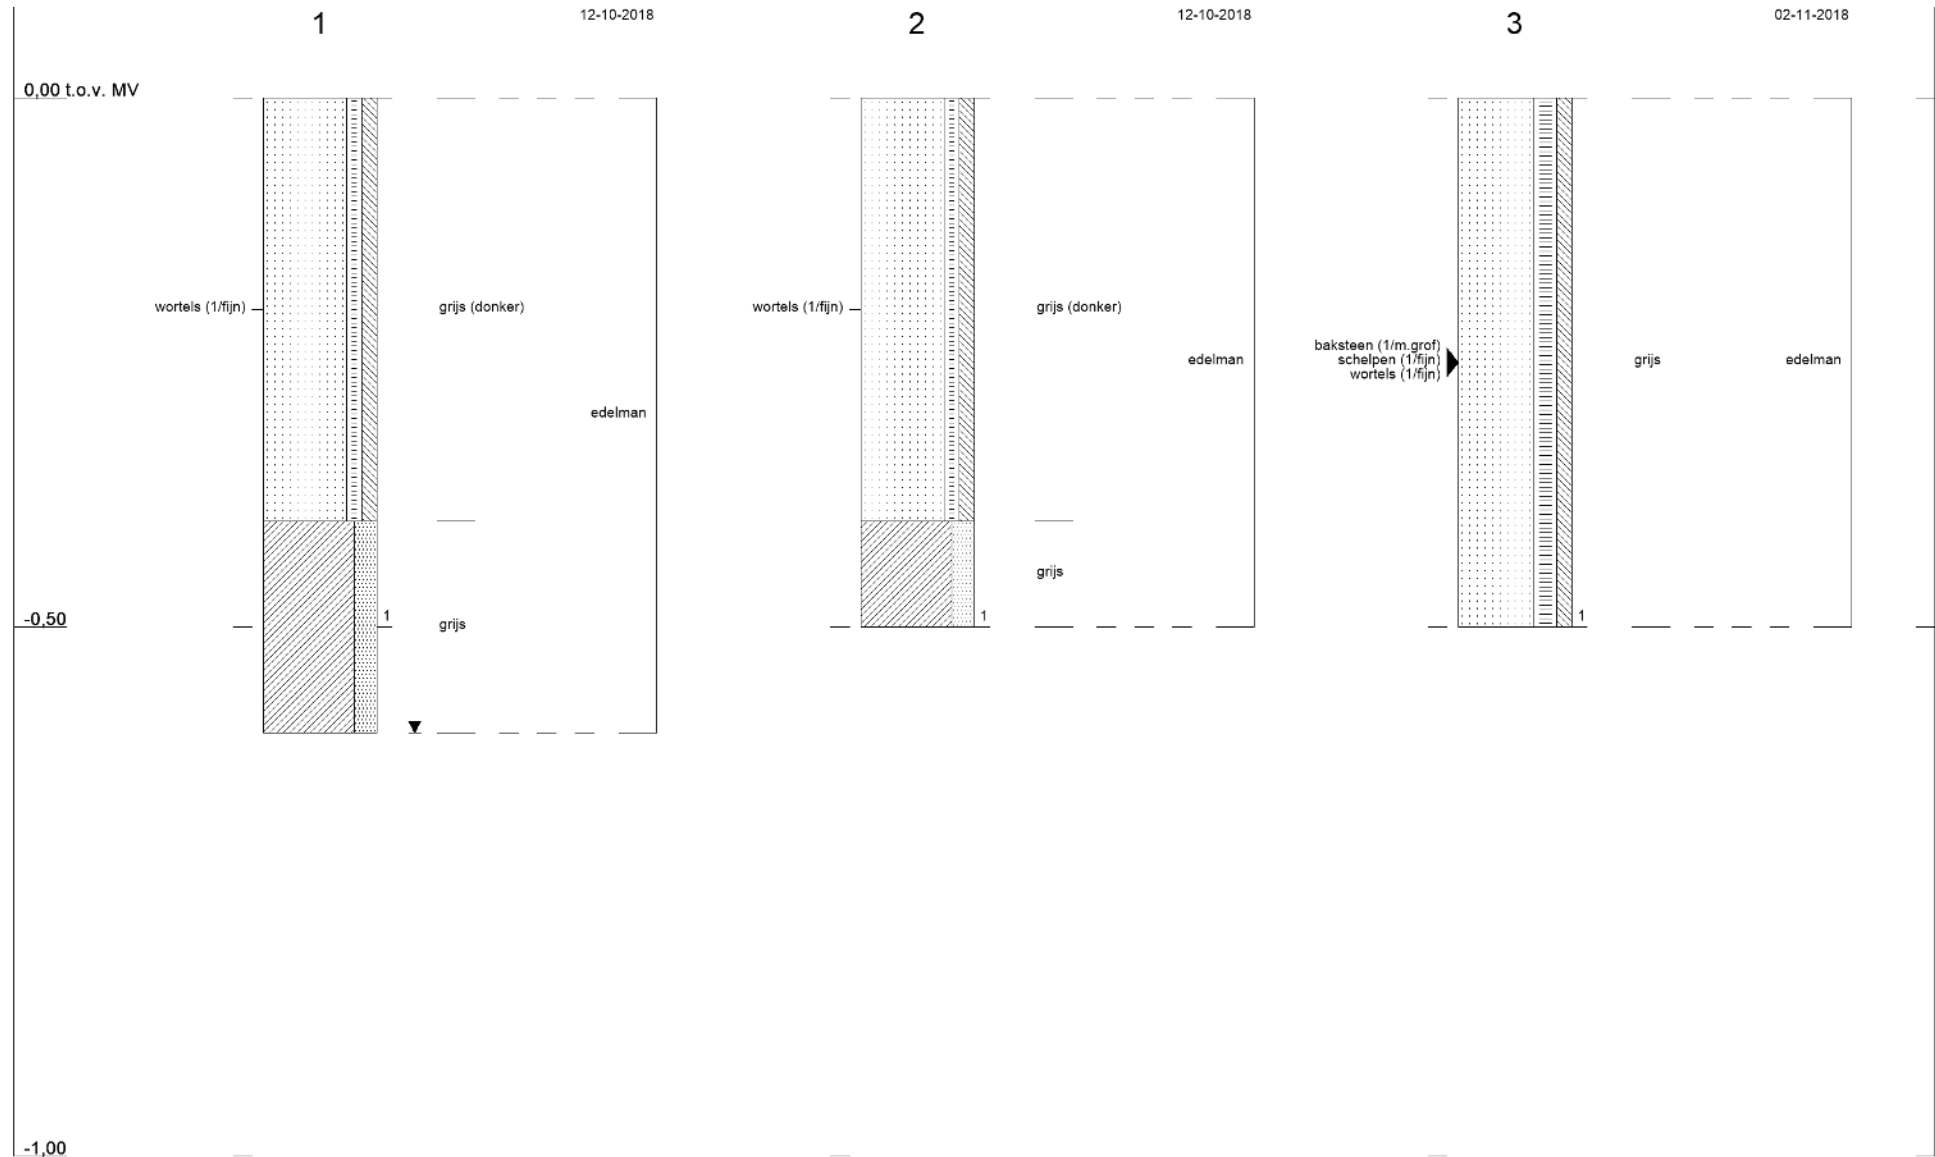 1
12-10-2018
2
12-10-2018
3
02-11-2018
0,00 t.o.v. MV
wortels (1/fijn)
grijs (donker)
edelman
grijs
1
wortels (1/fijn)
grijs (donker)
edelman
grijs
1
baksteen (1/m.grof)
schelpen (1/fijn)
wortels (1/fijn)
grijs
edelman
1
-0,50
-1,00